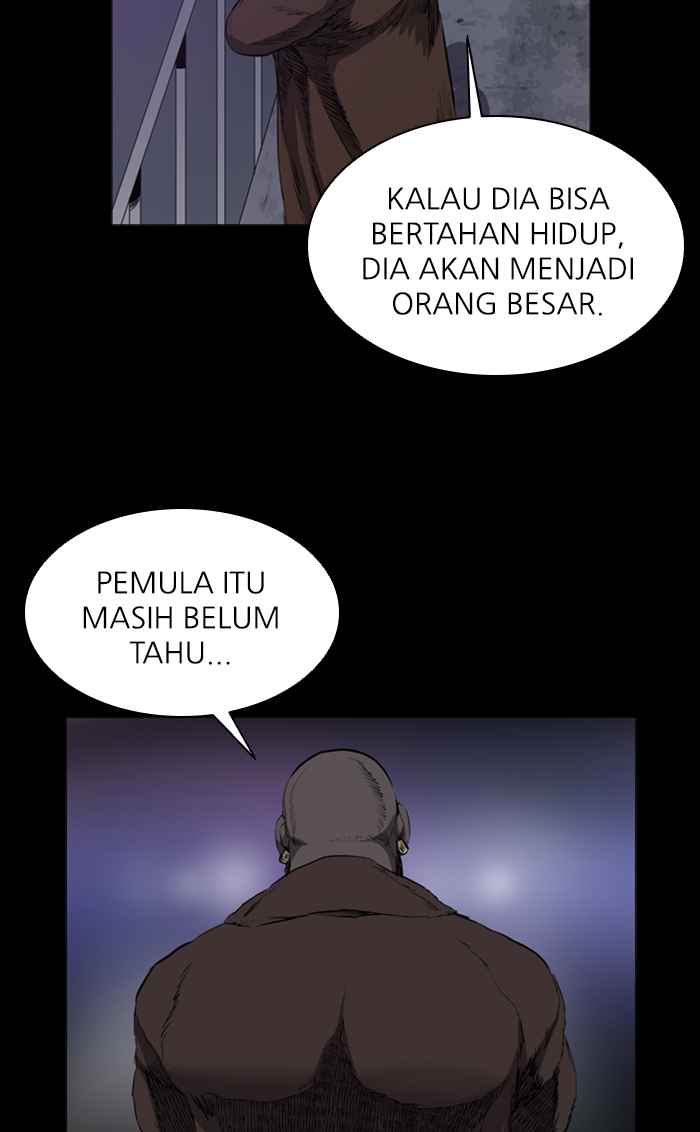 KALAU DIA BISA
BERTAHAN HIDUP,
DIA AKAN MENJADI
ORANG BESAR.
PEMULA ITU
MASIH BELUM
TAHU...